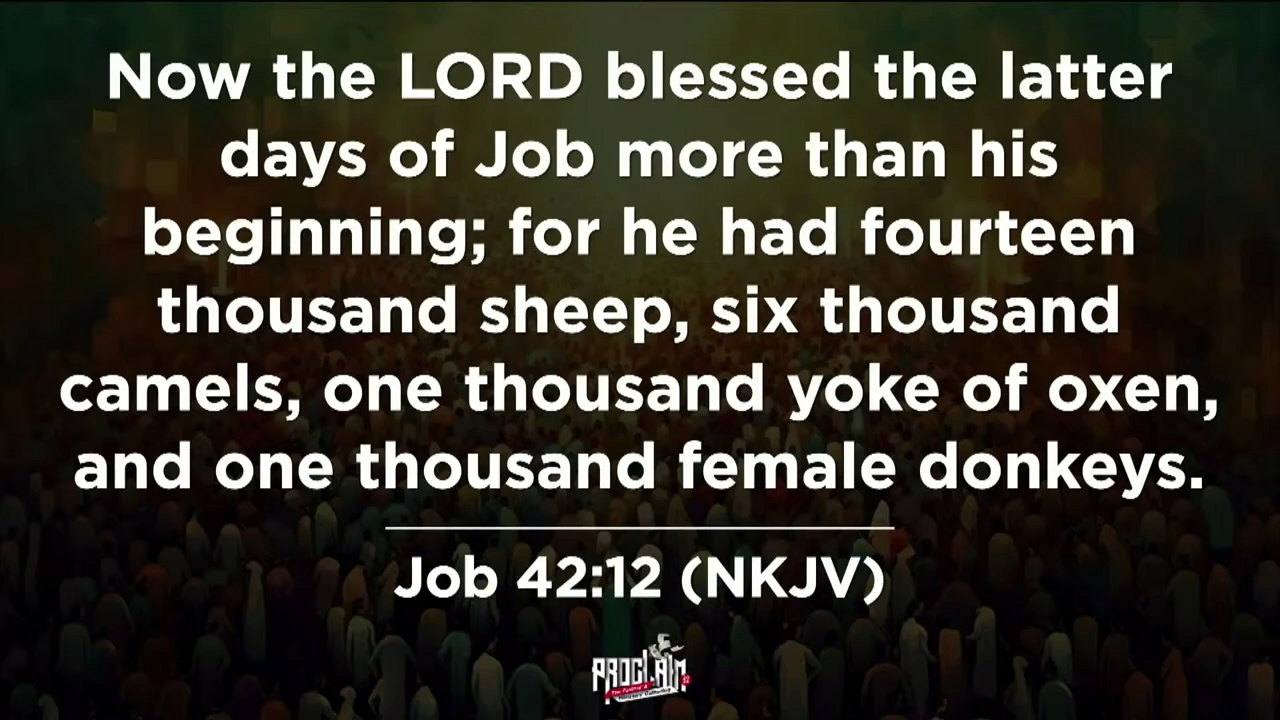 Now the LORD blessed the latter
days of Job more than his
beginning; for he had fourteen
thousand sheep, six thousand
camels, one thousand yoke of oxen,
and one thousand female donkeys.
Job 42:12 (NKJV)
PROCLAIM